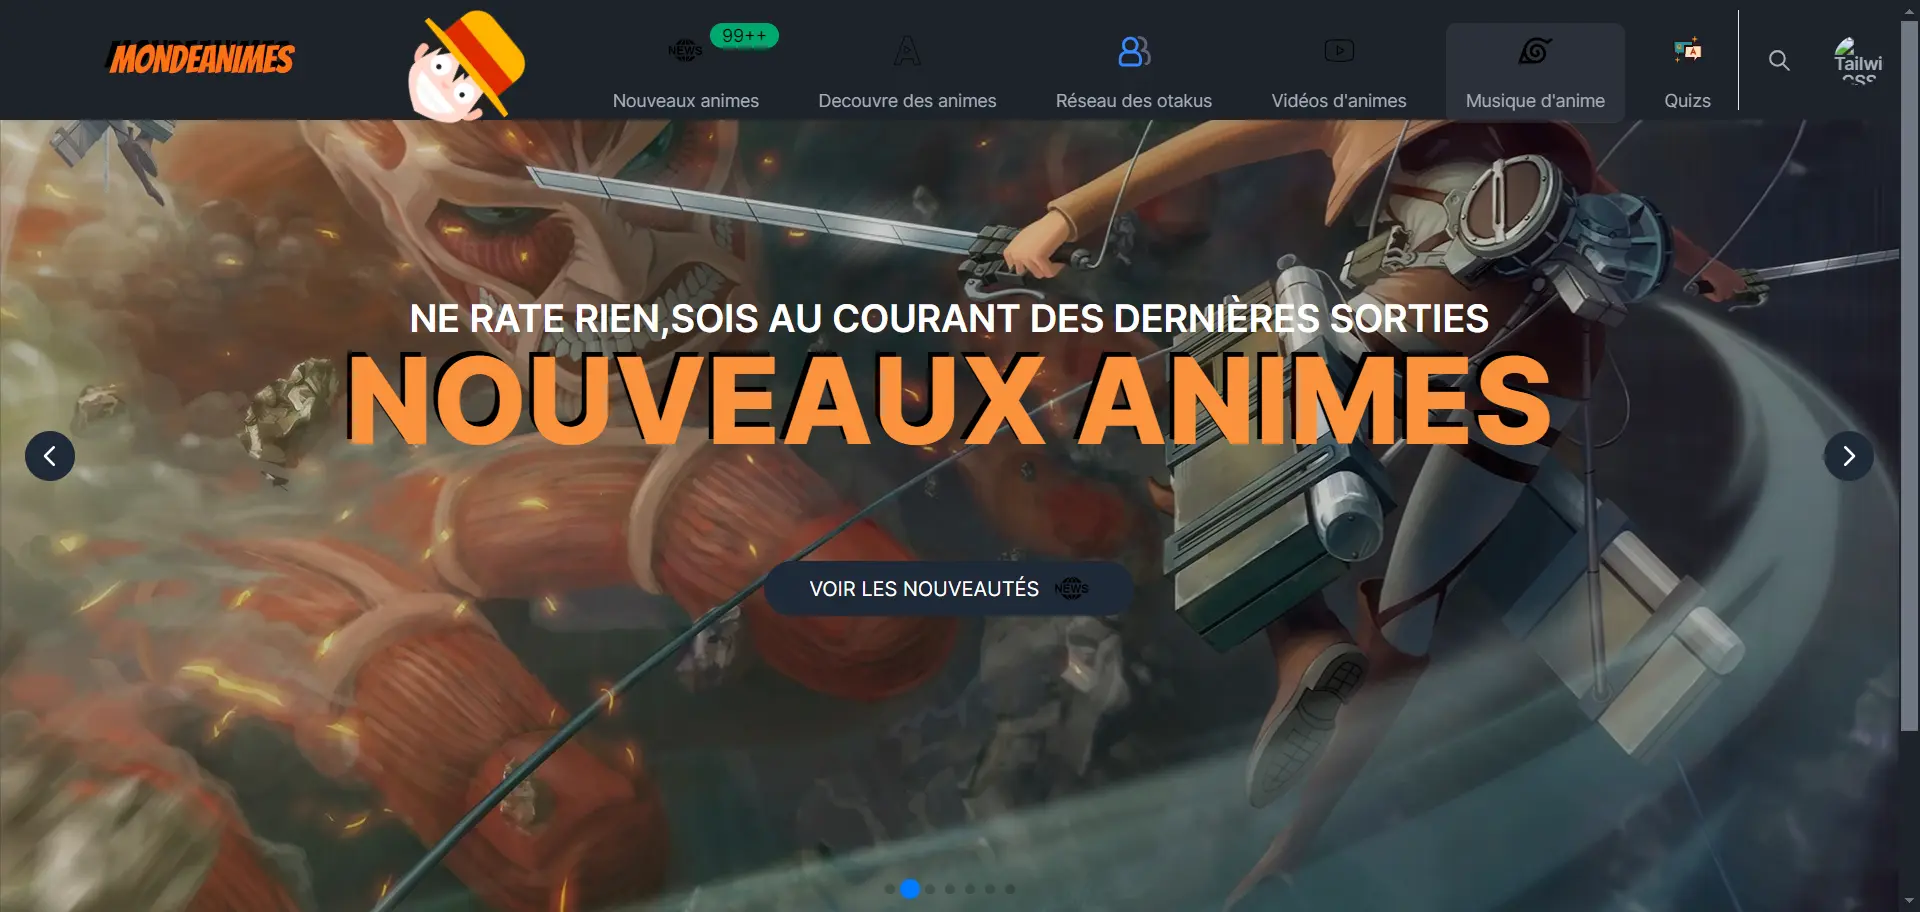 MONDEANIMES
NEWS
99++
Nouveaux animes
Decouvre des animes
Réseau des otakus
Vidéos d'animes
Musique d'anime
A
Quizs
Tailwi
CSS
NE RATE RIEN,SOIS AU COURANT DES DERNIÈRES SORTIES
NOUVEAUX ANIMES
VOIR LES NOUVEAUTÉS
NEWS